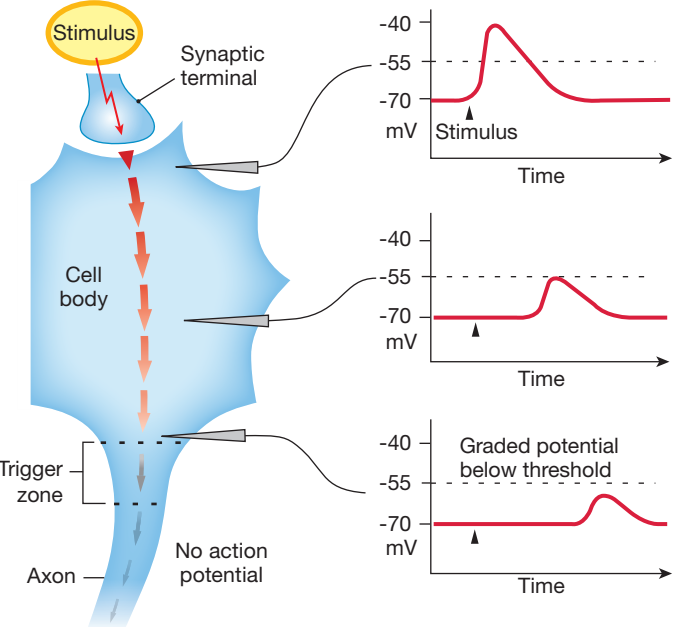 Stimulus
Synaptic
terminal
Cell
body
Trigger
zone
Axon
No action
potential
-40
-55
-70
mV
Stimulus
Time
-40
-55
-70
mV
Time
-40
Graded potential
below threshold
-55
-70
mV
Time